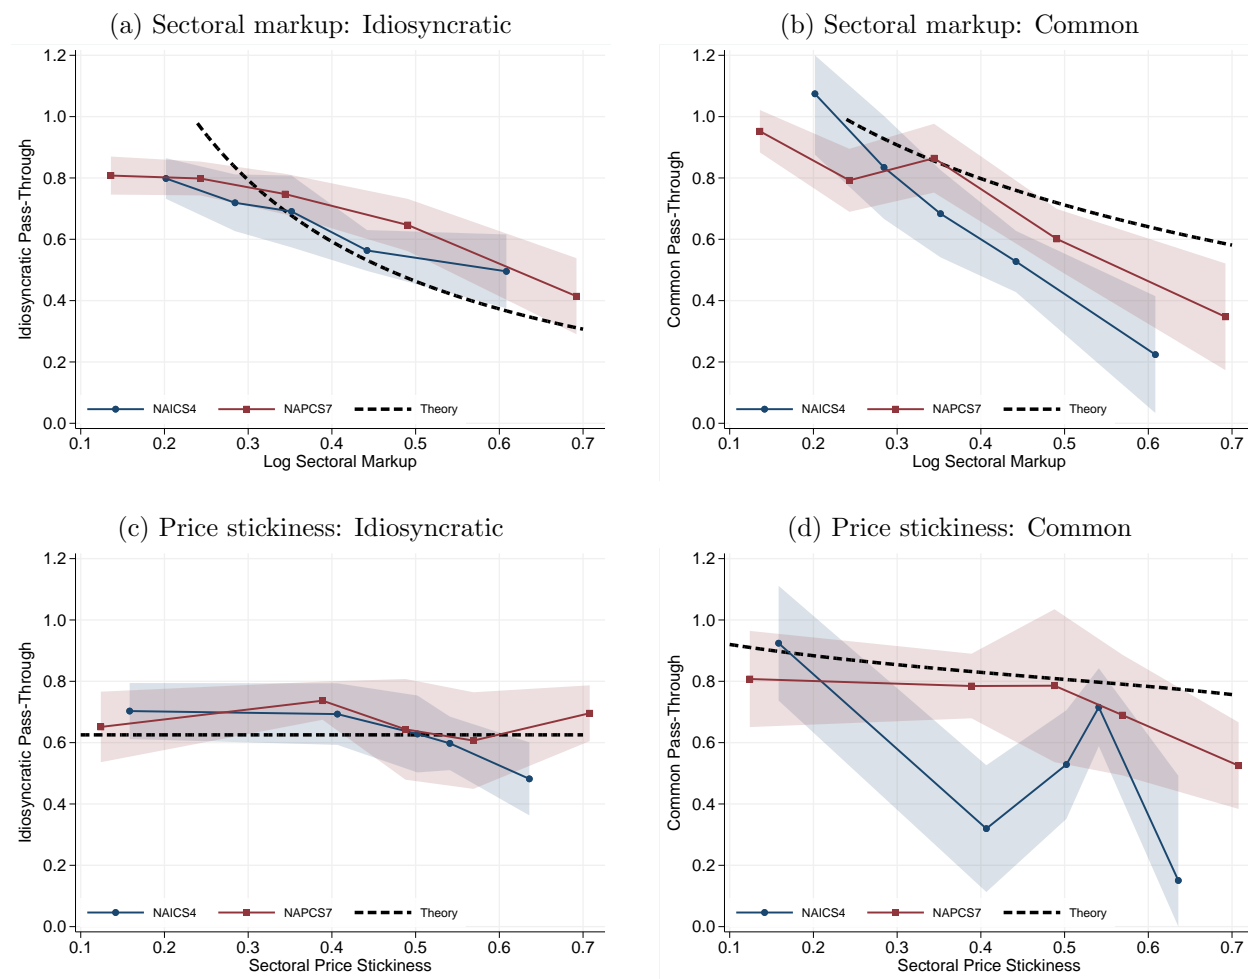 (a) Sectoral markup: Idiosyncratic
1.2
1.0
0.8
0.6
0.4
0.2
0.0
Idiosyncratic Pass-Through
NAICS4 NAPCS7 Theory
0.1 0.2 0.3 0.4 0.5 0.6 0.7
Log Sectoral Markup
(b) Sectoral markup: Common
1.2
1.0
0.8
0.6
0.4
0.2
0.0
Common Pass-Through
NAICS4 NAPCS7 Theory
0.1 0.2 0.3 0.4 0.5 0.6 0.7
Log Sectoral Markup
(c) Price stickiness: Idiosyncratic
1.2
1.0
0.8
0.6
0.4
0.2
0.0
Idiosyncratic Pass-Through
NAICS4 NAPCS7 Theory
0.1 0.2 0.3 0.4 0.5 0.6 0.7
Sectoral Price Stickiness
(d) Price stickiness: Common
1.2
1.0
0.8
0.6
0.4
0.2
0.0
Common Pass-Through
NAICS4 NAPCS7 Theory
0.1 0.2 0.3 0.4 0.5 0.6 0.7
Sectoral Price Stickiness